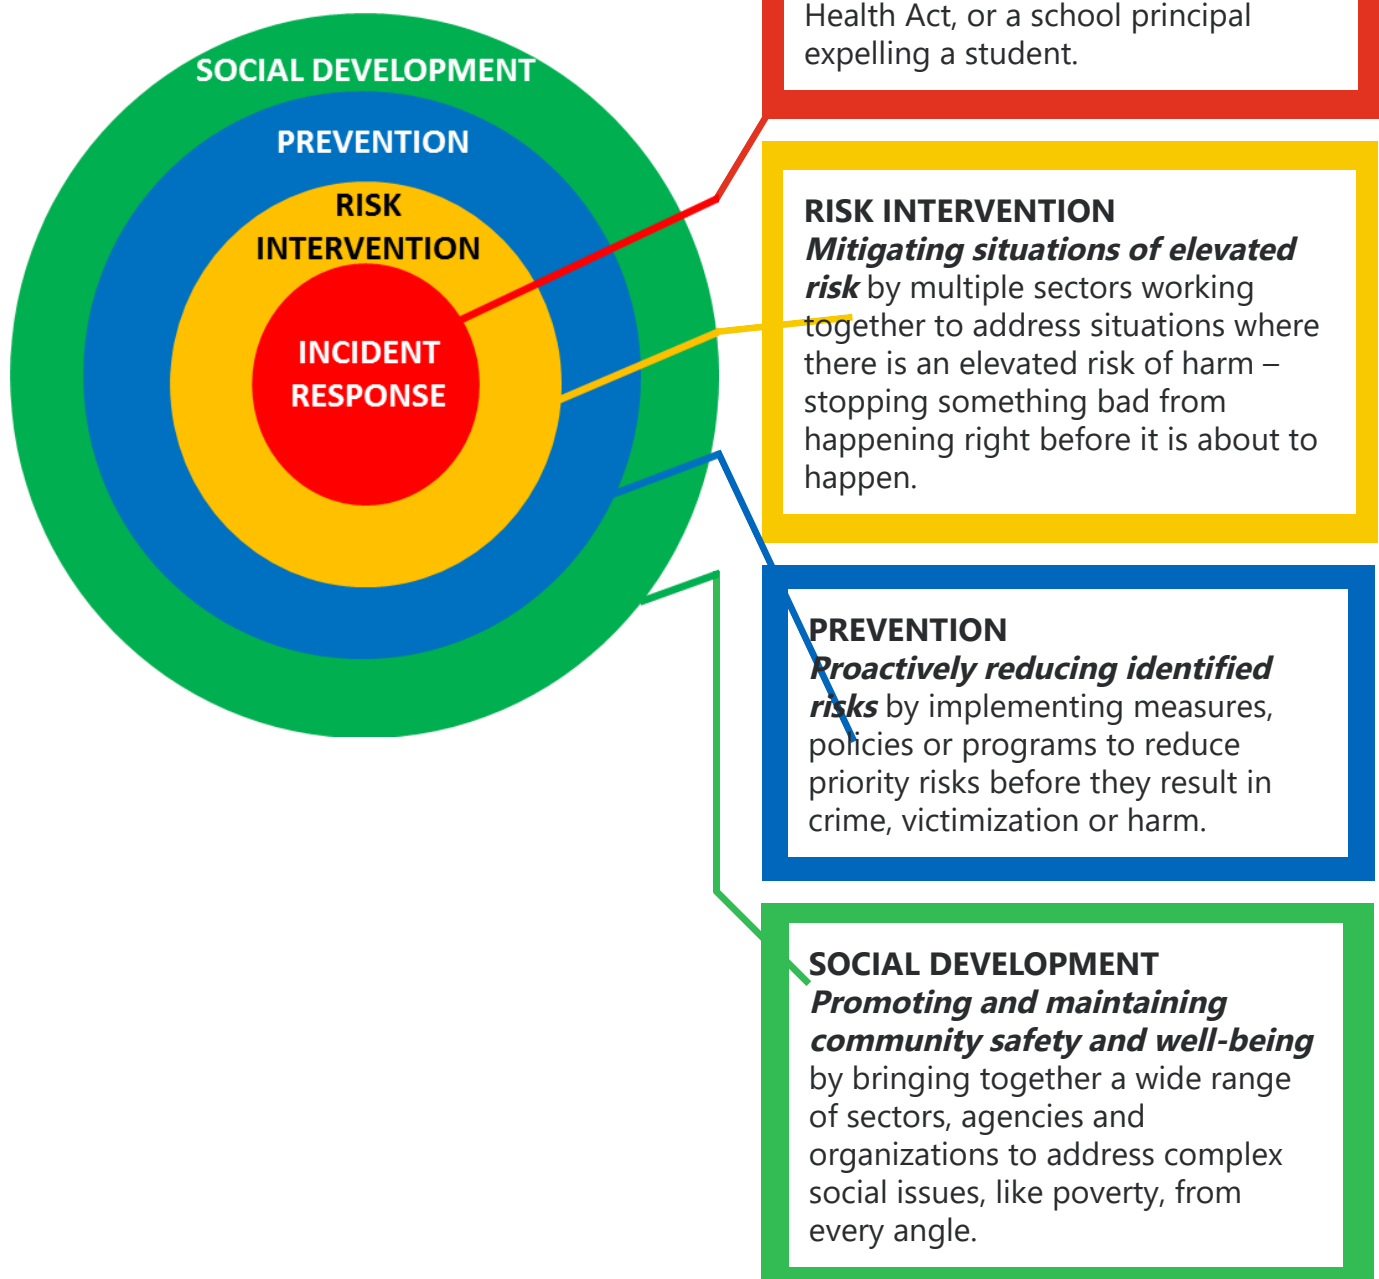 SOCIAL DEVELOPMENT
PREVENTION
RISK
INTERVENTION
INCIDENT
RESPONSE
Health Act, or a school principal
expelling a student.
RISK INTERVENTION
Mitigating situations of elevated
risk by multiple sectors working
together to address situations where
there is an elevated risk of harm –
stopping something bad from
happening right before it is about to
happen.
PREVENTION
Proactively reducing identified
risks by implementing measures,
policies or programs to reduce
priority risks before they result in
crime, victimization or harm.
SOCIAL DEVELOPMENT
Promoting and maintaining
community safety and well-being
by bringing together a wide range
of sectors, agencies and
organizations to address complex
social issues, like poverty, from
every angle.